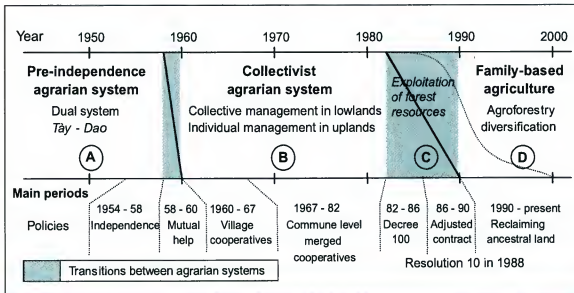 Year 1950 1960 1970 1980 1990 2000
Pre-independence
agrarian system
Dual system
Tày - Dao
A
Collectivist
agrarian system
Collective management in lowlands
Individual management in uplands
B
Exploitation
of forest
resources
C
Family-based
agriculture
Agroforestry
diversification
D
Main periods
Policies
1954 - 58
Independence
58 - 60
Mutual
help
1960 - 67
Village
cooperatives
1967 - 82
Commune level
merged
cooperatives
82 - 86
Decree
100
86 - 90
Adjusted
contract
1990 - present
Reclaiming
ancestral land
Resolution 10 in 1988
Transitions between agrarian systems